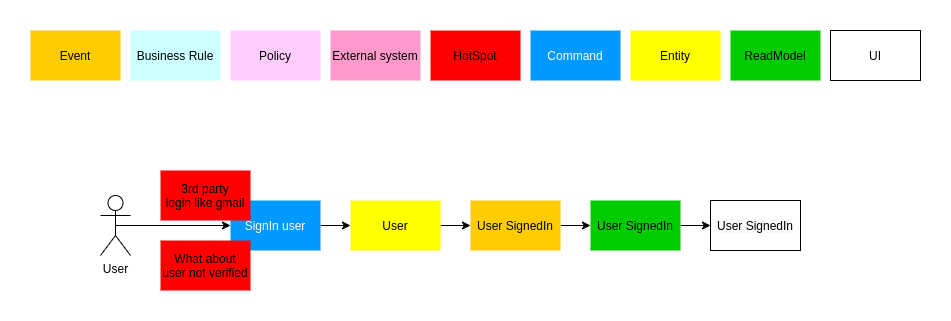 Event
Business Rule
Policy
External system
HotSpot
Command
Entity
ReadModel
UI
3rd party
login like gmail
SignIn user
User
User SignedIn
User SignedIn
User SignedIn
What about
user not verified
User